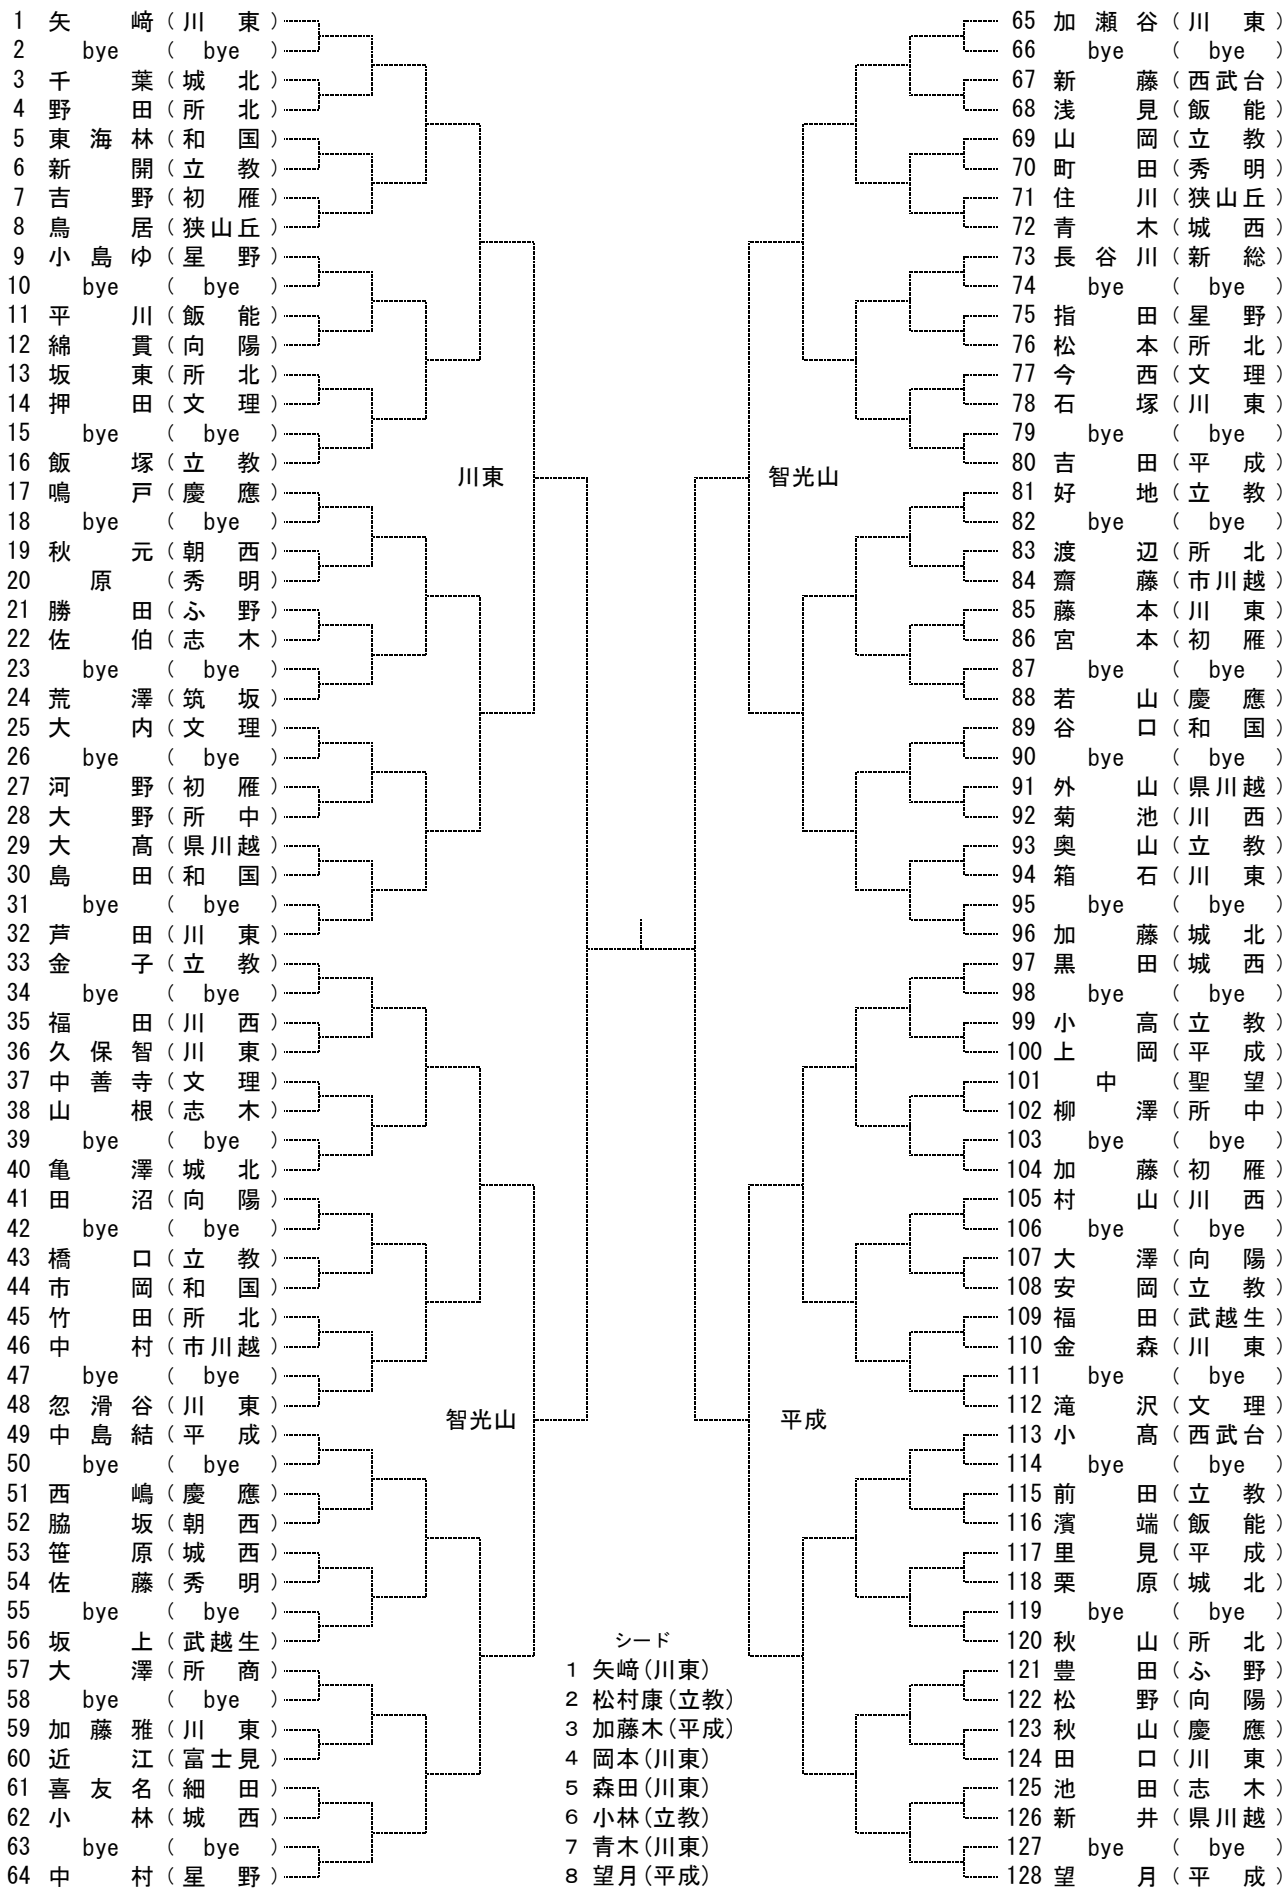 1 矢 﨑 ( 川 東 )
2 bye ( bye )
3 千 葉 ( 城 北 )
4 野 田 ( 所 北 )
5 東 海 林 ( 和 国 )
6 新 開 ( 立 教 )
7 吉 野 ( 初 雁 )
8 鳥 居 ( 狭山丘 )
9 小 島 ゆ ( 星 野 )
10 bye ( bye )
11 平 川 ( 飯 能 )
12 綿 貫 ( 向 陽 )
13 坂 東 ( 所 北 )
14 押 田 ( 文 理 )
15 bye ( bye )
16 飯 塚 ( 立 教 )
17 鳴 戸 ( 慶 應 )
18 bye ( bye )
19 秋 元 ( 朝 西 )
20 原 ( 秀 明 )
21 勝 田 ( ふ 野 )
22 佐 伯 ( 志 木 )
23 bye ( bye )
24 荒 澤 ( 筑 坂 )
25 大 内 ( 文 理 )
26 bye ( bye )
27 河 野 ( 初 雁 )
28 大 野 ( 所 中 )
29 大 髙 ( 県川越 )
30 島 田 ( 和 国 )
31 bye ( bye )
32 芦 田 ( 川 東 )
33 金 子 ( 立 教 )
34 bye ( bye )
35 福 田 ( 川 西 )
36 久 保 智 ( 川 東 )
37 中 善 寺 ( 文 理 )
38 山 根 ( 志 木 )
39 bye ( bye )
40 亀 澤 ( 城 北 )
41 田 沼 ( 向 陽 )
42 bye ( bye )
43 橋 口 ( 立 教 )
44 市 岡 ( 和 国 )
45 竹 田 ( 所 北 )
46 中 村 ( 市川越 )
47 bye ( bye )
48 忽 滑 谷 ( 川 東 )
49 中 島 結 ( 平 成 )
50 bye ( bye )
51 西 嶋 ( 慶 應 )
52 脇 坂 ( 朝 西 )
53 笹 原 ( 城 西 )
54 佐 藤 ( 秀 明 )
55 bye ( bye )
56 坂 上 ( 武越生 )
57 大 澤 ( 所 商 )
58 bye ( bye )
59 加 藤 雅 ( 川 東 )
60 近 江 ( 富士見 )
61 喜 友 名 ( 細 田 )
62 小 林 ( 城 西 )
63 bye ( bye )
64 中 村 ( 星 野 )
川東
智光山
智光山
平成
シード
1 矢﨑(川東)
2 松村康(立教)
3 加藤木(平成)
4 岡本(川東)
5 森田(川東)
6 小林(立教)
7 青木(川東)
8 望月(平成)
65 加 瀬 谷 ( 川 東 )
66 bye ( bye )
67 新 藤 ( 西武台 )
68 浅 見 ( 飯 能 )
69 山 岡 ( 立 教 )
70 町 田 ( 秀 明 )
71 住 川 ( 狭山丘 )
72 青 木 ( 城 西 )
73 長 谷 川 ( 新 総 )
74 bye ( bye )
75 指 田 ( 星 野 )
76 松 本 ( 所 北 )
77 今 西 ( 文 理 )
78 石 塚 ( 川 東 )
79 bye ( bye )
80 吉 田 ( 平 成 )
81 好 地 ( 立 教 )
82 bye ( bye )
83 渡 辺 ( 所 北 )
84 齋 藤 ( 市川越 )
85 藤 本 ( 川 東 )
86 宮 本 ( 初 雁 )
87 bye ( bye )
88 若 山 ( 慶 應 )
89 谷 口 ( 和 国 )
90 bye ( bye )
91 外 山 ( 県川越 )
92 菊 池 ( 川 西 )
93 奥 山 ( 立 教 )
94 箱 石 ( 川 東 )
95 bye ( bye )
96 加 藤 ( 城 北 )
97 黒 田 ( 城 西 )
98 bye ( bye )
99 小 高 ( 立 教 )
100 上 岡 ( 平 成 )
101 中 ( 聖 望 )
102 柳 澤 ( 所 中 )
103 bye ( bye )
104 加 藤 ( 初 雁 )
105 村 山 ( 川 西 )
106 bye ( bye )
107 大 澤 ( 向 陽 )
108 安 岡 ( 立 教 )
109 福 田 ( 武越生 )
110 金 森 ( 川 東 )
111 bye ( bye )
112 滝 沢 ( 文 理 )
113 小 髙 ( 西武台 )
114 bye ( bye )
115 前 田 ( 立 教 )
116 濱 端 ( 飯 能 )
117 里 見 ( 平 成 )
118 栗 原 ( 城 北 )
119 bye ( bye )
120 秋 山 ( 所 北 )
121 豊 田 ( ふ 野 )
122 松 野 ( 向 陽 )
123 秋 山 ( 慶 應 )
124 田 口 ( 川 東 )
125 池 田 ( 志 木 )
126 新 井 ( 県川越 )
127 bye ( bye )
128 望 月 ( 平 成 )